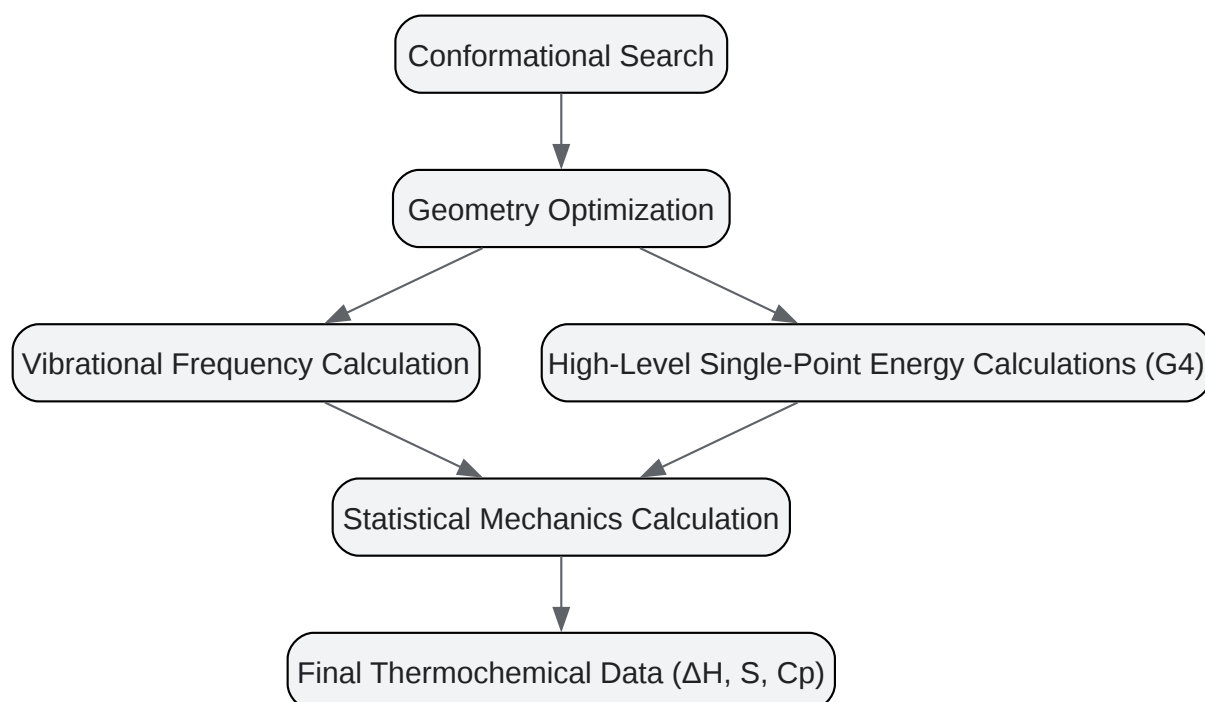 Conformational Search
Geometry Optimization
Vibrational Frequency Calculation
High-Level Single-Point Energy Calculations (G4)
Statistical Mechanics Calculation
Final Thermochemical Data (ΔH, S, Cp)